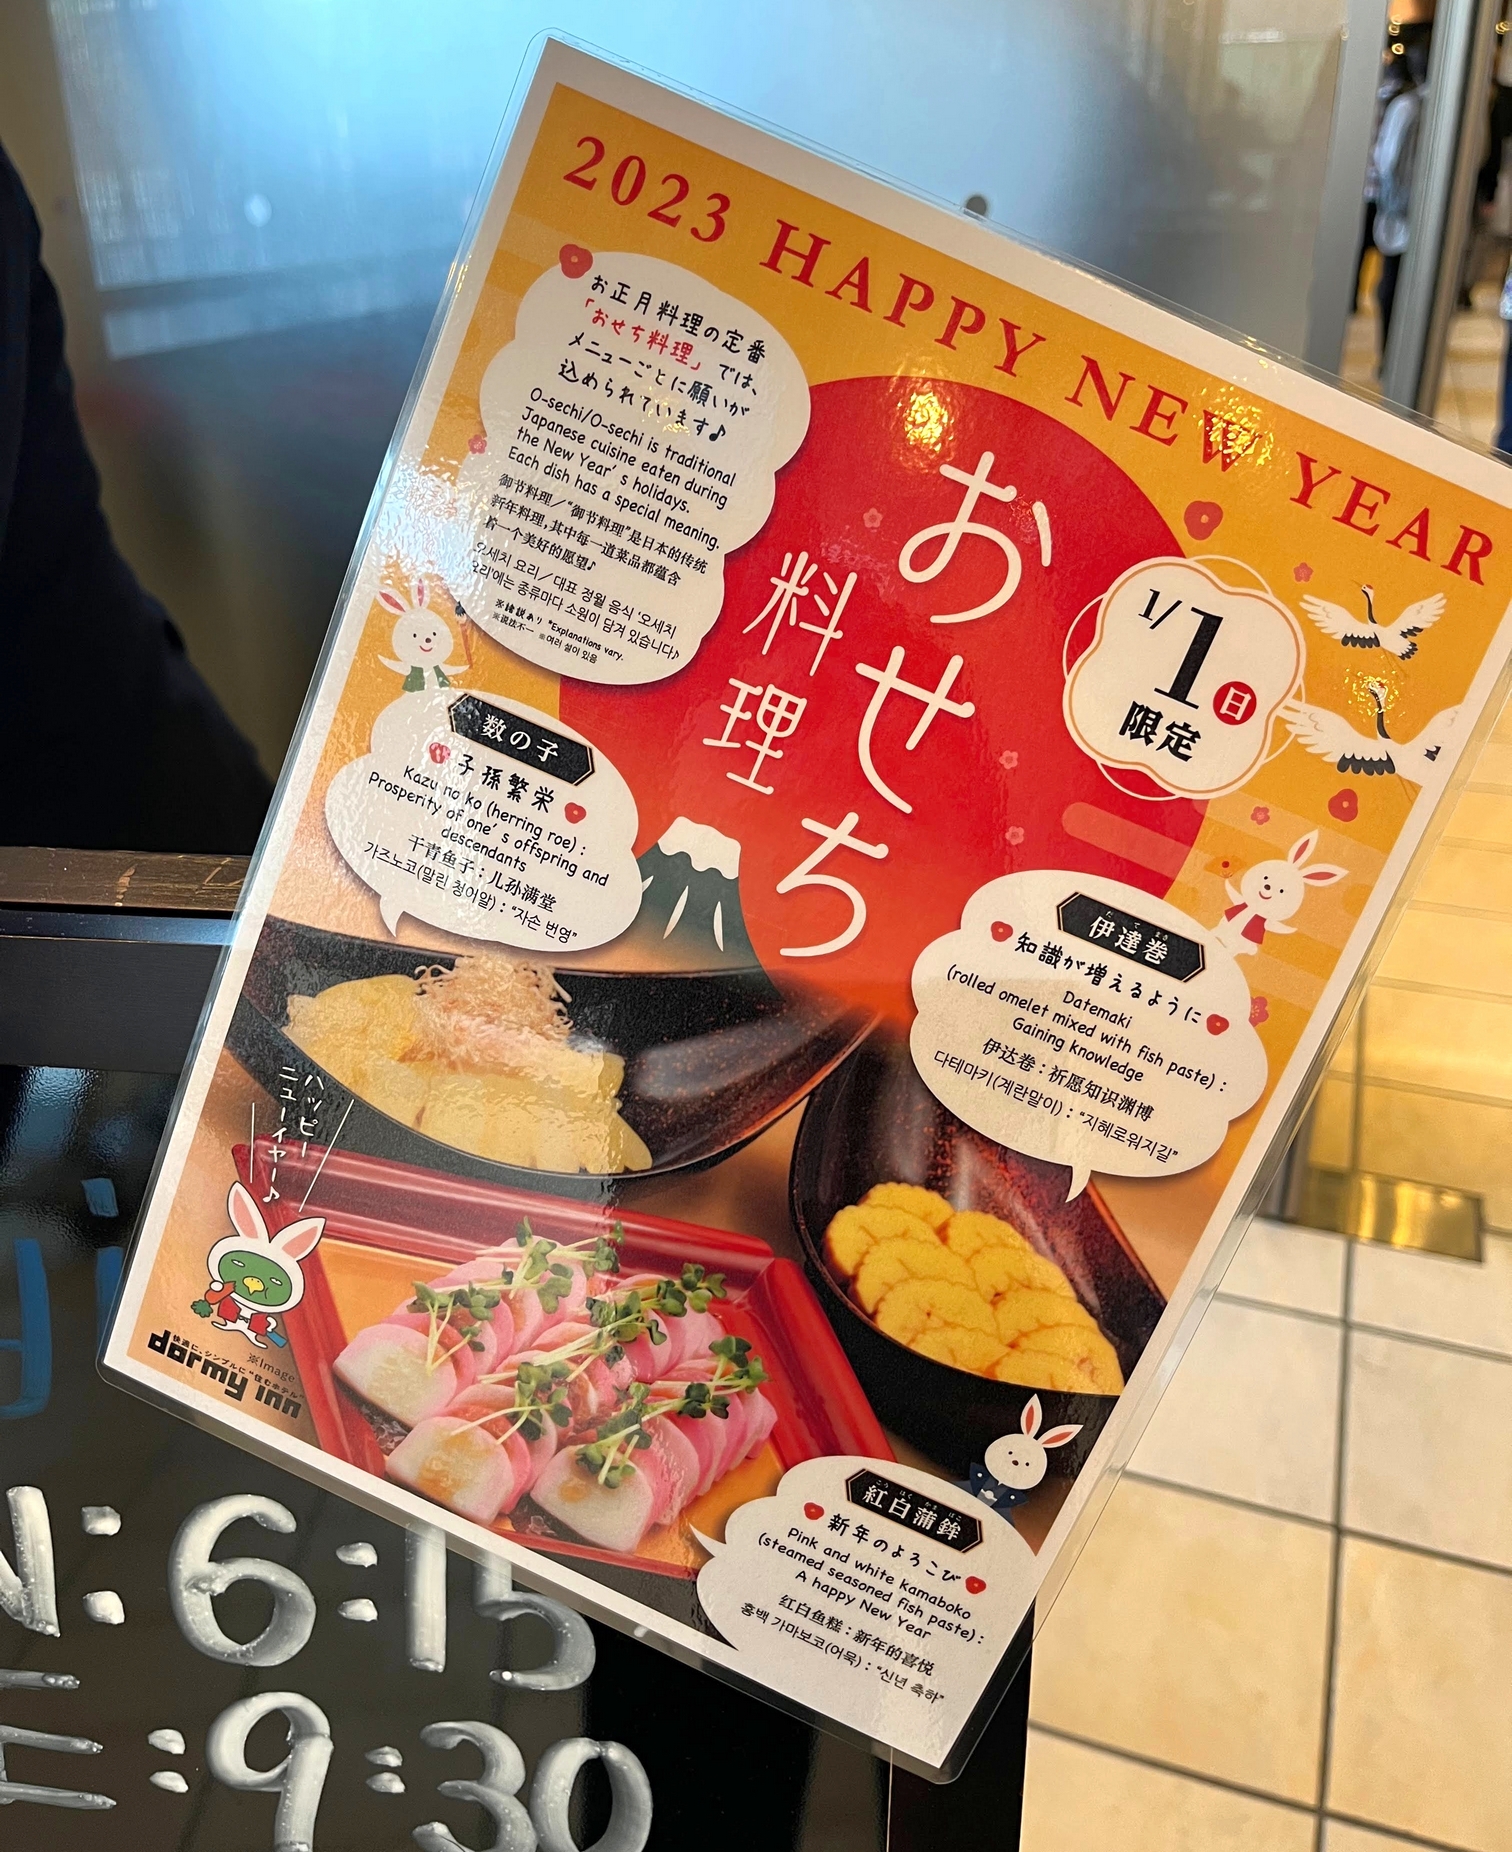 2023 HAPPY NEW YEAR
お正月料理の定番
「おせち料理」では、
メニューごとに願いが
込められています♪
O-sechi/O-sechi is traditional
Japanese cuisine eaten during
the New Year's holidays.
Each dish has a special meaning.
御节料理／“御节料理”是日本的传统
新年料理,其中每一道菜品都蕴含
着一个美好的愿望♪
오세치 요리／대표 정월 음식 '오세치
요리'에는 종류마다 소원이 담겨 있습니다♪
※諸説あり *Explanations vary.
※说法不一 ※여러 설이 있음
おせち
料理
1/1日
限定
数の子
子孫繁栄
Kazu no ko (herring roe) :
Prosperity of one's offspring and
descendants
干青鱼子：儿孙满堂
가즈노코(말린 청어알) : “자손 번영”
だてまき
伊達巻
知識が増えるように
Datemaki
(rolled omelet mixed with fish paste) :
Gaining knowledge
伊达卷：祈愿知识渊博
다테마키(계란말이) : “지혜로워지길”
ハッピー
ニューイヤー♪
※Image
快適に、シンプルに“住むホテル”
dormy inn
こうはくかまぼこ
紅白蒲鉾
新年のよろこび
Pink and white kamaboko
(steamed seasoned fish paste) :
A happy New Year
红白鱼糕：新年的喜悦
홍백 가마보코(어묵) : “신년 축하”
N: 6:15
E: 9:30